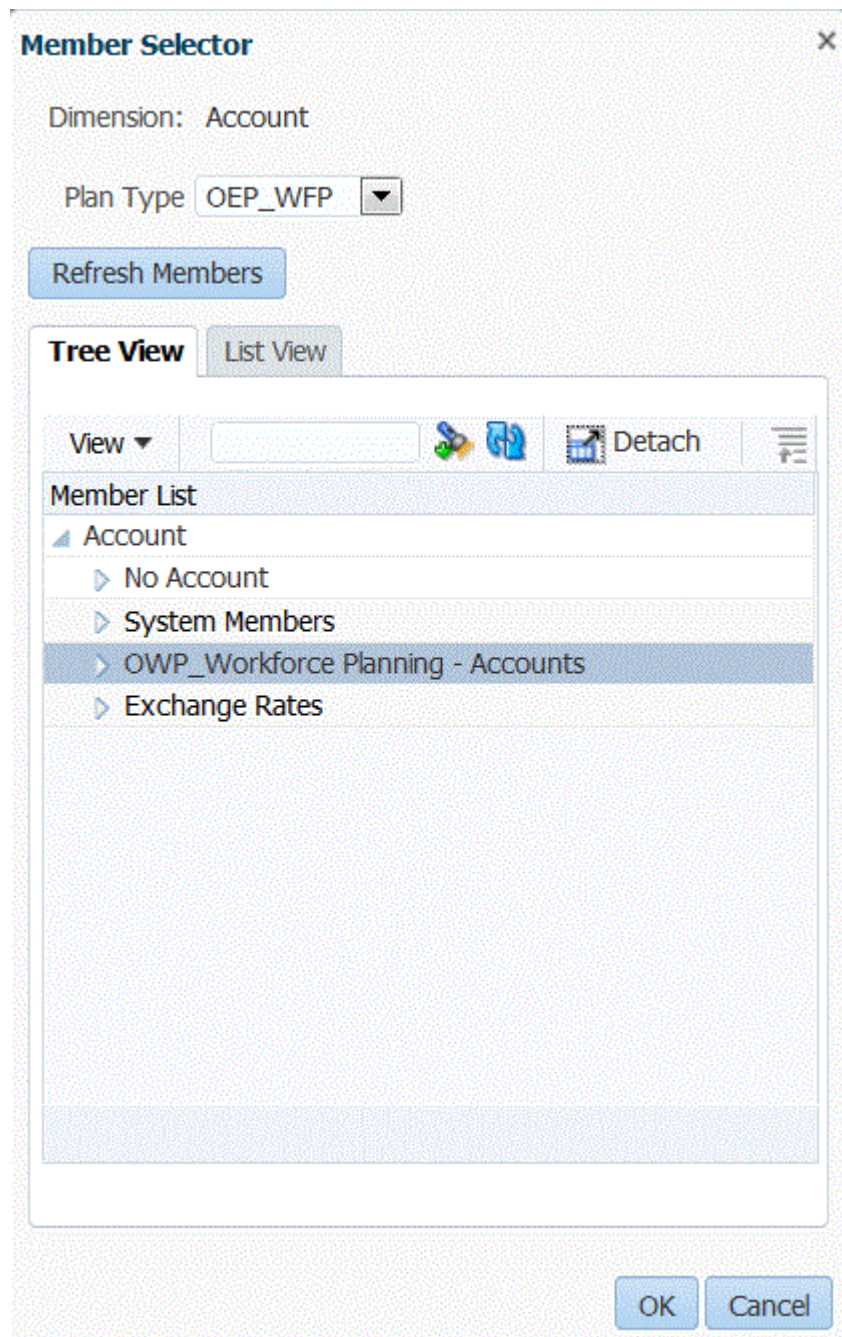 Member Selector
Dimension: Account
Plan Type OEP_WFP
Refresh Members
Tree View List View
View Detach
Member List
Account
No Account
System Members
OWP_Workforce Planning - Accounts
Exchange Rates
OK Cancel